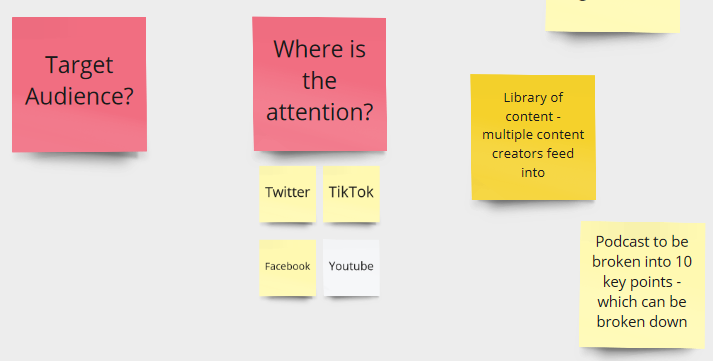 Target
Audience?
Where is
the
attention?
Twitter
TikTok
Facebook
Youtube
Library of
content -
multiple content
creators feed
into
Podcast to be
broken into 10
key points -
which can be
broken down